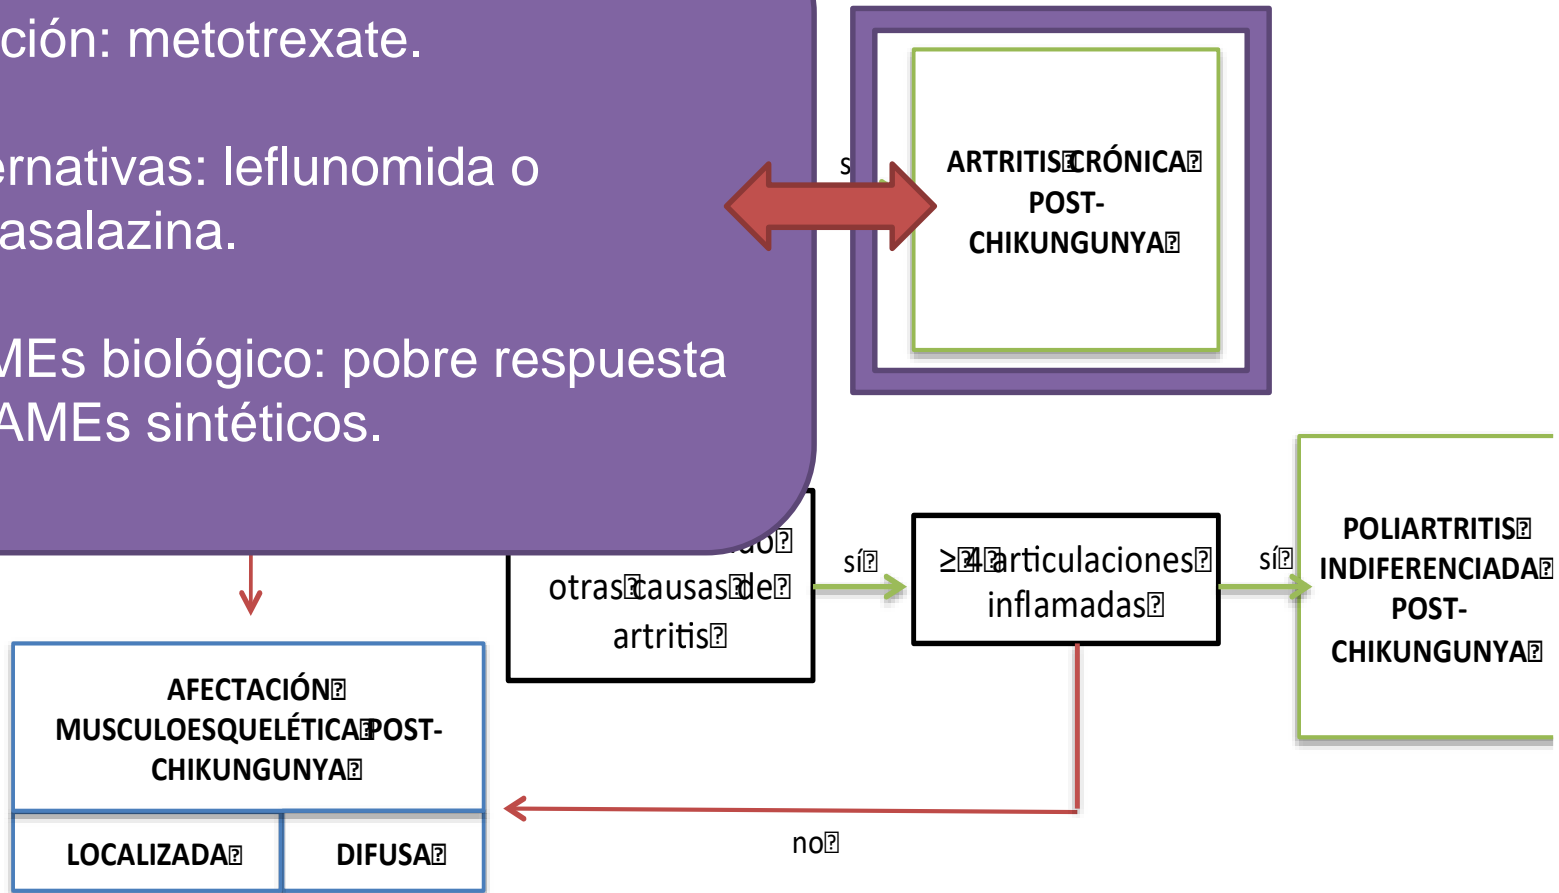 ción: metotrexate.
ernativas: leflunomida o
asalazina.
MEs biológico: pobre respuesta
AMEs sintéticos.
s
ARTRITIS CRÓNICA
POST-
CHIKUNGUNYA
otras causas de
artritis
sí
≥ 4 articulaciones
inflamadas
sí
POLIARTRITIS
INDIFERENCIADA
POST-
CHIKUNGUNYA
AFECTACIÓN
MUSCULOESQUELÉTICA POST-
CHIKUNGUNYA
LOCALIZADA
DIFUSA
no